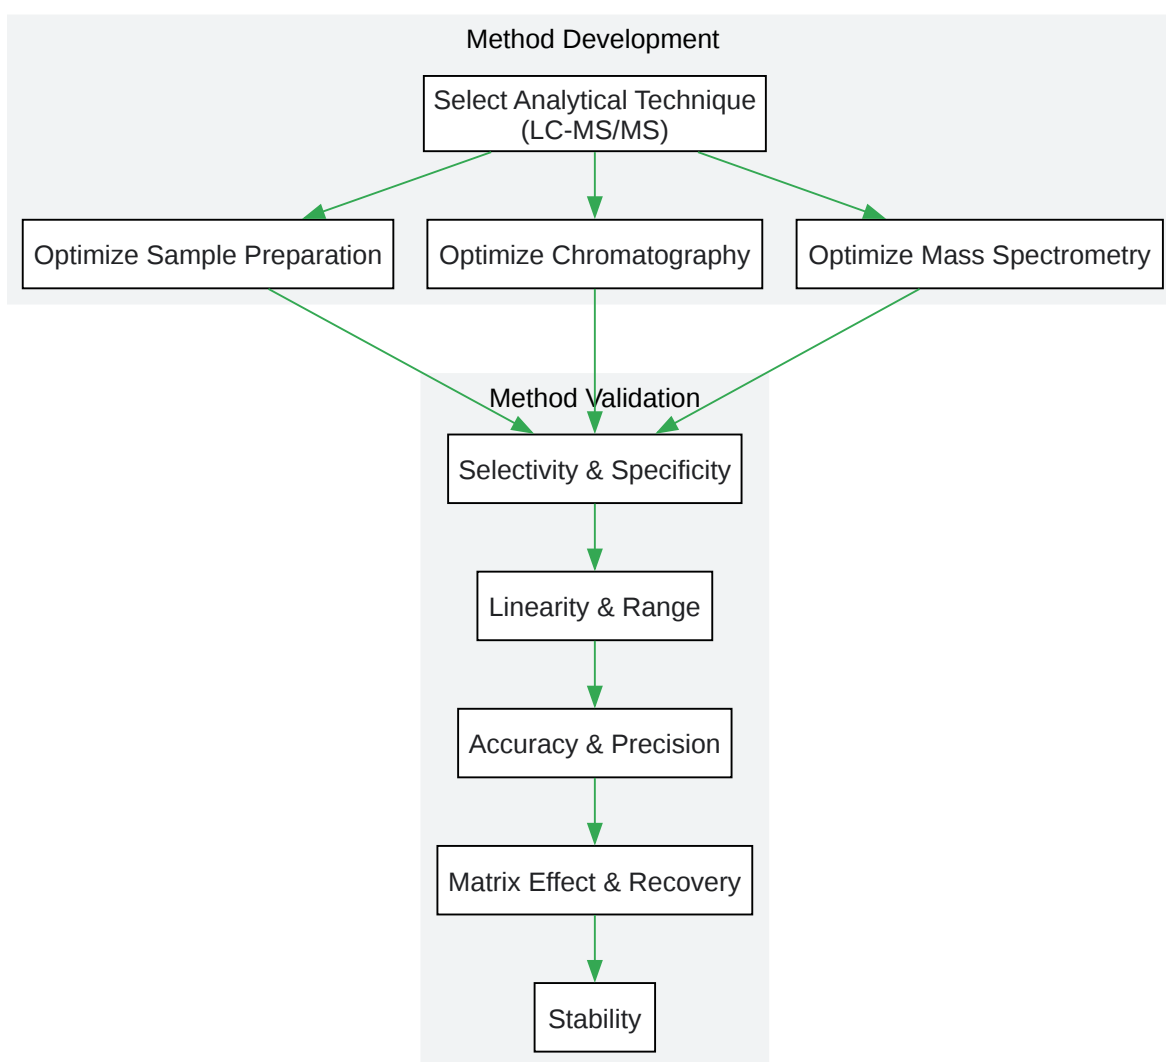 Method Development
Select Analytical Technique
(LC-MS/MS)
Optimize Sample Preparation
Optimize Chromatography
Optimize Mass Spectrometry
Method Validation
Selectivity & Specificity
Linearity & Range
Accuracy & Precision
Matrix Effect & Recovery
Stability